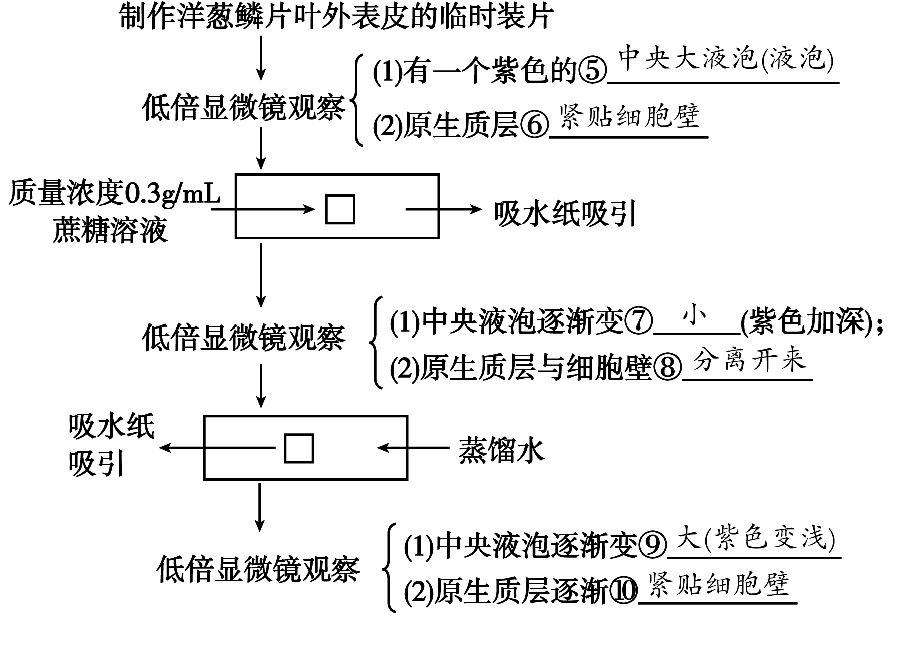 制作洋葱鳞片叶外表皮的临时装片
(1)有一个紫色的⑤中央大液泡(液泡)
低倍显微镜观察
(2)原生质层⑥紧贴细胞壁
质量浓度0.3g/mL
蔗糖溶液
吸水纸吸引
(1)中央液泡逐渐变⑦小(紫色加深);
低倍显微镜观察
(2)原生质层与细胞壁⑧分离开来
吸水纸
吸引
蒸馏水
(1)中央液泡逐渐变⑨大(紫色变浅)
低倍显微镜观察
(2)原生质层逐渐⑩紧贴细胞壁